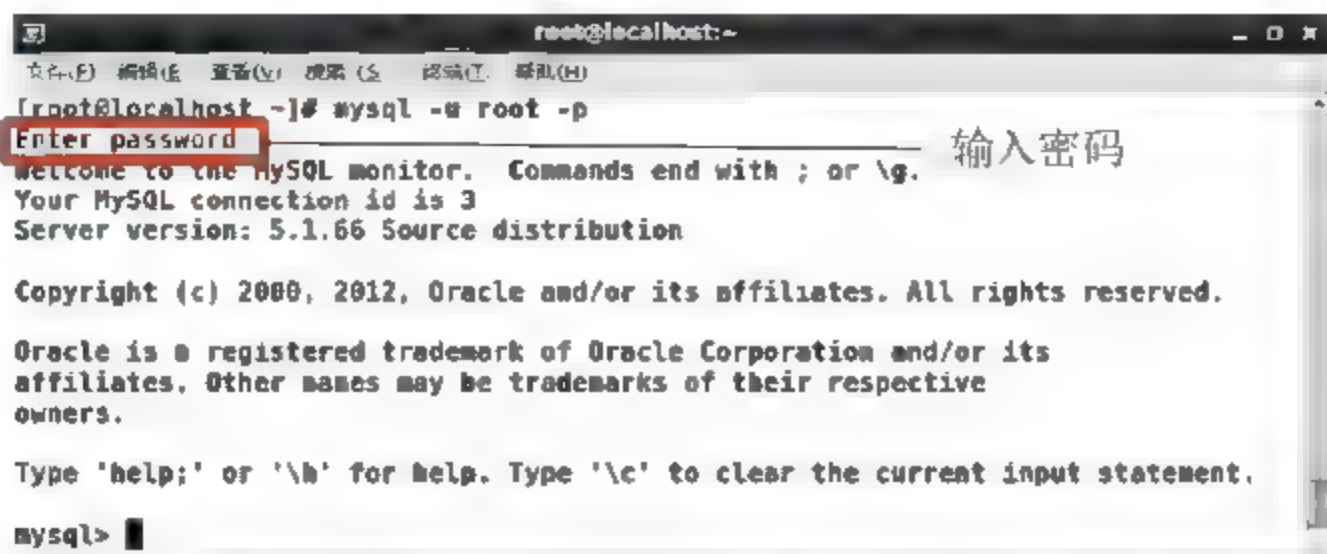 root@localhost:~
文件(F) 编辑(E 查看(V) 搜索 (S 终端(T. 帮助(H)
[root@localhost ~]# mysql -u root -p
Enter password
输入密码
Welcome to the MySQL monitor.  Commands end with ; or \g.
Your MySQL connection id is 3
Server version: 5.1.66 Source distribution
Copyright (c) 2000, 2012, Oracle and/or its affiliates. All rights reserved.
Oracle is a registered trademark of Oracle Corporation and/or its
affiliates. Other names may be trademarks of their respective
owners.
Type 'help;' or '\h' for help. Type '\c' to clear the current input statement.
mysql>